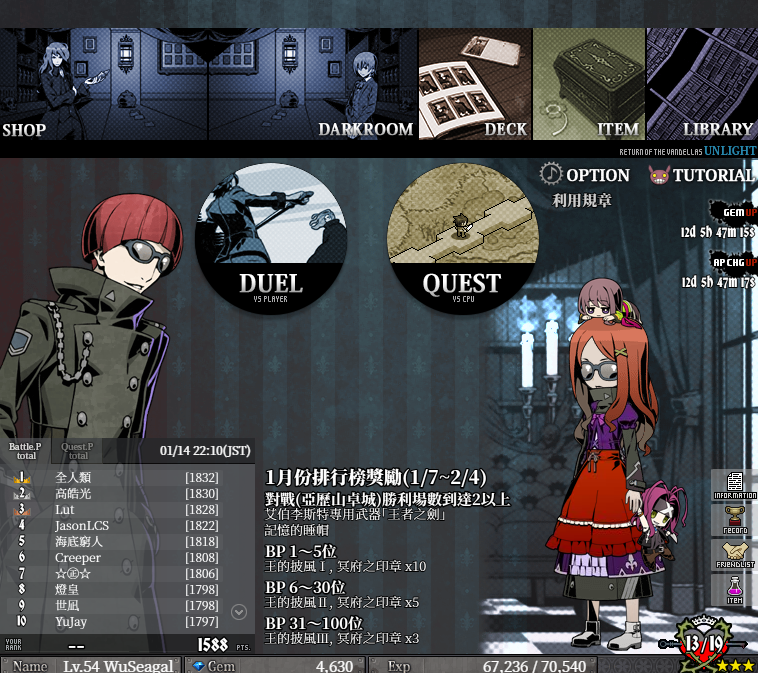 SHOP
DARKROOM
DECK
ITEM
LIBRARY
RETURN OF THE VANDELLAS UNLIGHT
OPTION
TUTORIAL
利用規章
GEM UP
12d 5h 47m 15s
AP CHG UP
12d 5h 47m 17s
DUEL
VS PLAYER
QUEST
VS CPU
Battle.P total
Quest.P total
01/14 22:10(JST)
1 全人類 [1832]
2 高皓光 [1830]
3 Lut [1828]
4 JasonLCS [1822]
5 海底窮人 [1818]
6 Creeper [1808]
7 ☆㊣☆ [1806]
8 燈皇 [1798]
9 世凪 [1798]
10 YuJay [1797]
YOUR RANK -- 1588 PTS.
1月份排行榜獎勵(1/7~2/4)
對戰(亞歷山卓城)勝利場數到達2以上
艾伯李斯特專用武器「王者之劍」
記憶的睡帽
BP 1～5位
王的披風Ⅰ, 冥府之印章 x10
BP 6～30位
王的披風Ⅱ, 冥府之印章 x5
BP 31～100位
王的披風Ⅲ, 冥府之印章 x3
INFORMATION
RECORD
FRIENDLIST
ITEM
Name Lv.54 WuSeagal
Gem 4,630
Exp 67,236 / 70,540
13/19